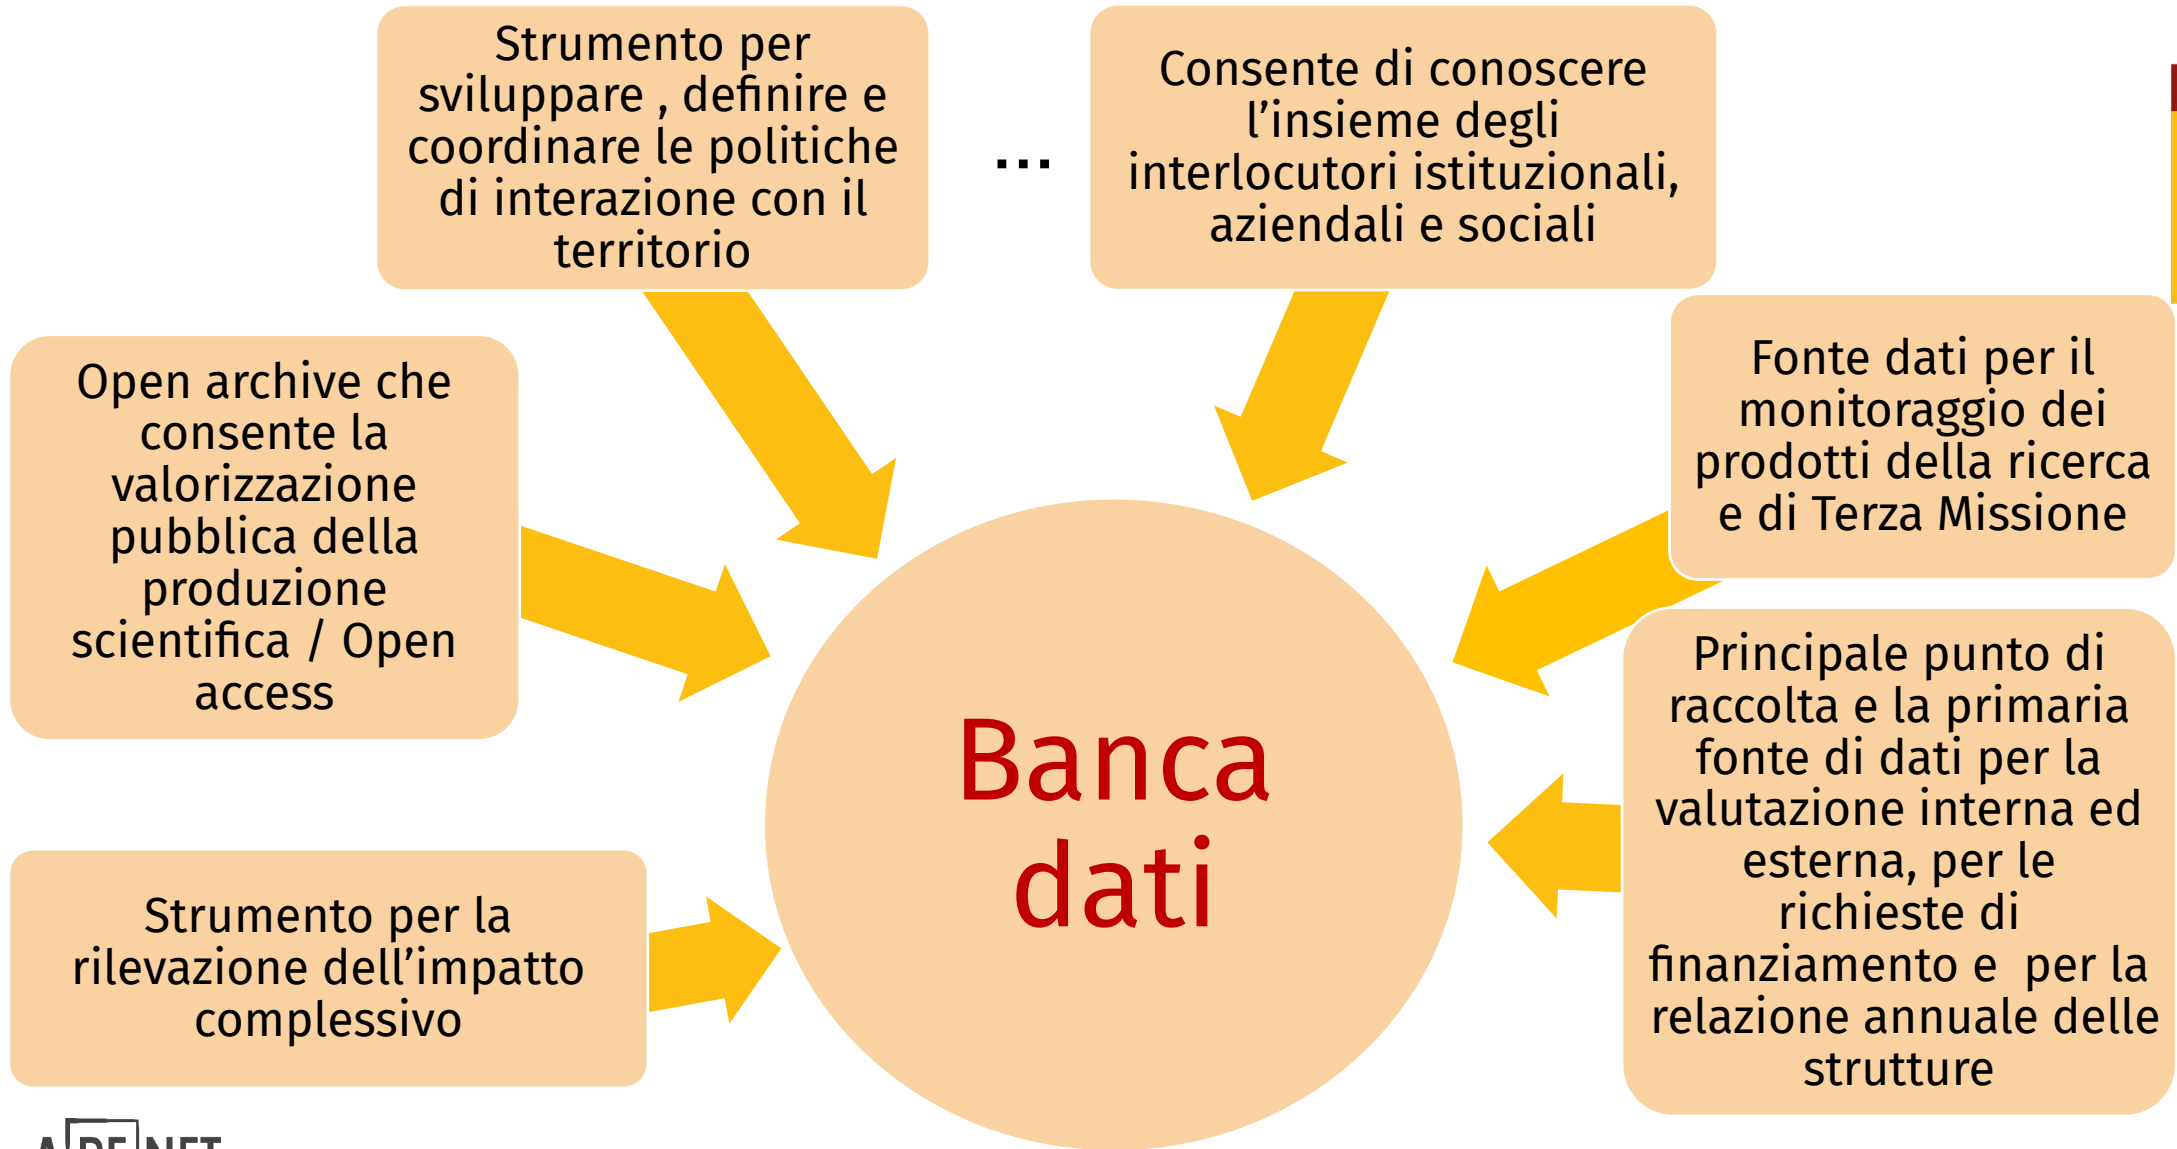 Strumento per
sviluppare , definire e
coordinare le politiche
di interazione con il
territorio
...
Consente di conoscere
l’insieme degli
interlocutori istituzionali,
aziendali e sociali
Open archive che
consente la
valorizzazione
pubblica della
produzione
scientifica / Open
access
Fonte dati per il
monitoraggio dei
prodotti della ricerca
e di Terza Missione
Banca
dati
Strumento per la
rilevazione dell’impatto
complessivo
Principale punto di
raccolta e la primaria
fonte di dati per la
valutazione interna ed
esterna, per le
richieste di
finanziamento e  per la
relazione annuale delle
strutture